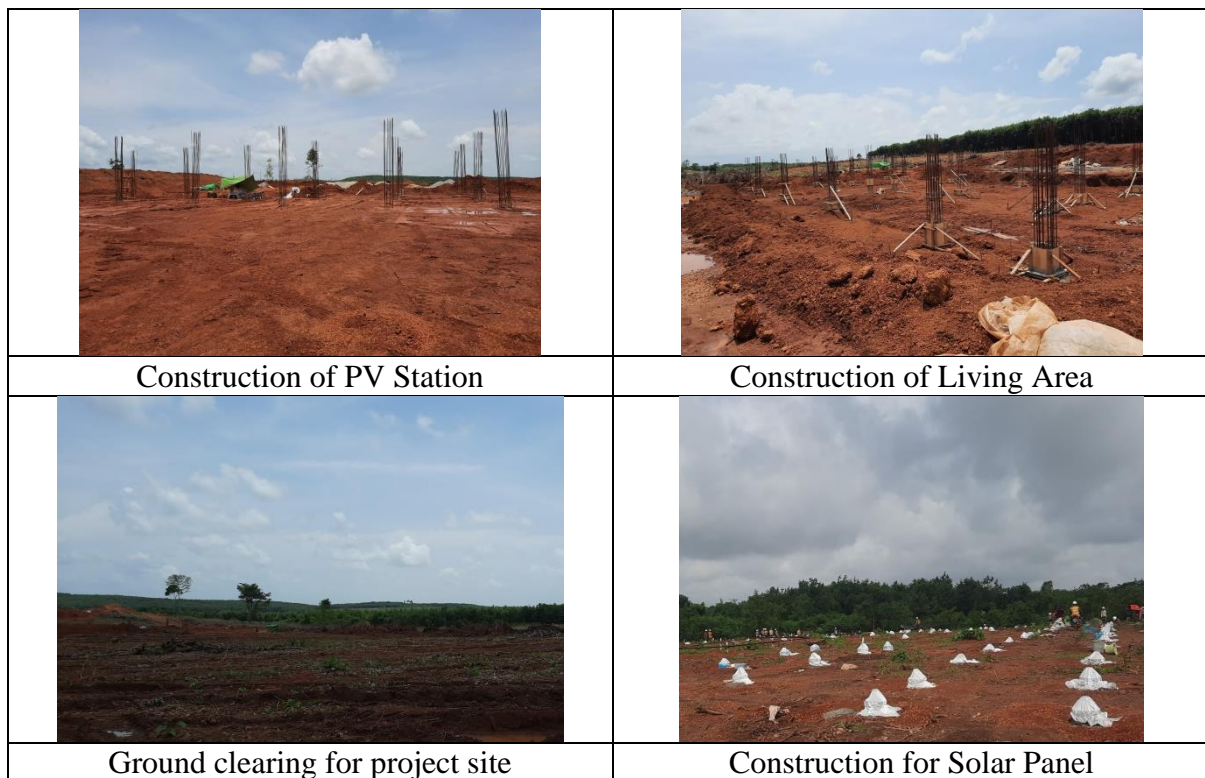 Construction of PV Station
Construction of Living Area
Ground clearing for project site
Construction for Solar Panel